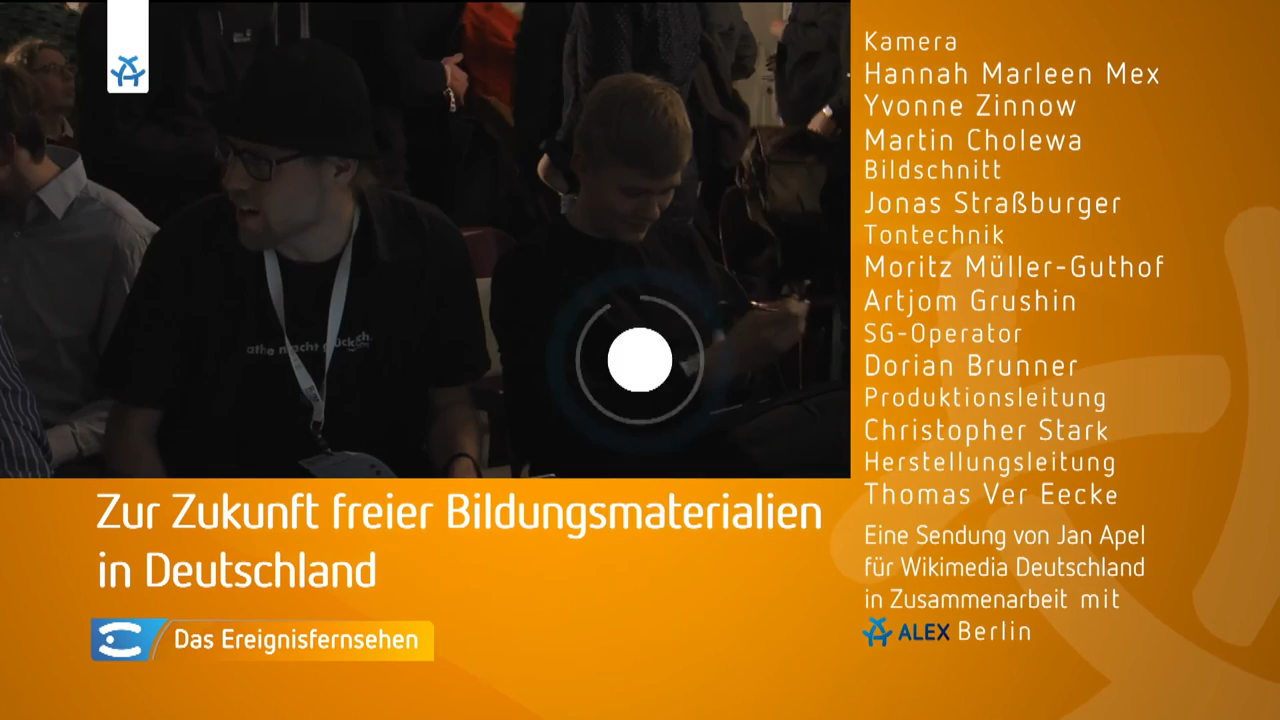 Kamera
Hannah Marleen Mex
Yvonne Zinnow
Martin Cholewa
Bildschnitt
Jonas Straßburger
Tontechnik
Moritz Müller-Guthof
Artjom Grushin
SG-Operator
Dorian Brunner
Produktionsleitung
Christopher Stark
Herstellungsleitung
Thomas Ver Eecke
Eine Sendung von Jan Apel
für Wikimedia Deutschland
in Zusammenarbeit mit
ALEX Berlin
macht
Zur Zukunft freier Bildungsmaterialien
in Deutschland
Das Ereignisfernsehen